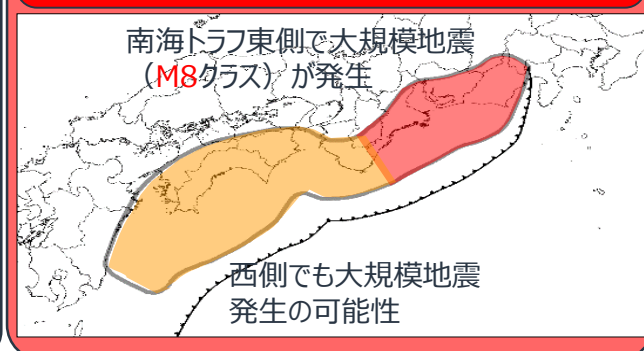 南海トラフ東側で大規模地震
（M8クラス）が発生
西側でも大規模地震
発生の可能性